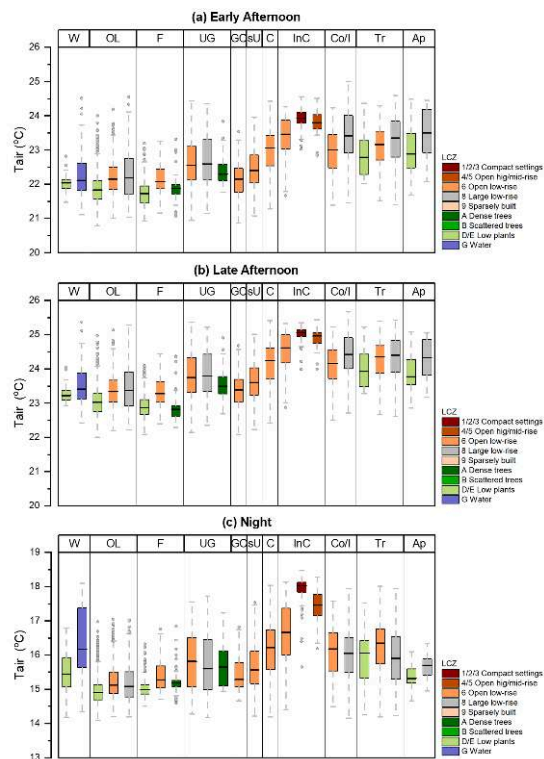 (a) Early Afternoon
W OL F UG GC sU C InC Co/I Tr Ap
26
25
24
23
22
21
Tair (°C)
LCZ
1/2/3 Compact settings
4/5 Open hig/mid-rise
6 Open low-rise
8 Large low-rise
9 Sparsely built
A Dense trees
B Scattered trees
D/E Low plants
G Water
(b) Late Afternoon
W OL F UG GC sU C InC Co/I Tr Ap
26
25
24
23
22
21
20
Tair (°C)
LCZ
1/2/3 Compact settings
4/5 Open hig/mid-rise
6 Open low-rise
8 Large low-rise
9 Sparsely built
A Dense trees
B Scattered trees
D/E Low plants
G Water
(c) Night
W OL F UG GC sU C InC Co/I Tr Ap
19
18
17
16
15
14
13
Tair (°C)
LCZ
1/2/3 Compact settings
4/5 Open hig/mid-rise
6 Open low-rise
8 Large low-rise
9 Sparsely built
A Dense trees
B Scattered trees
D/E Low plants
G Water